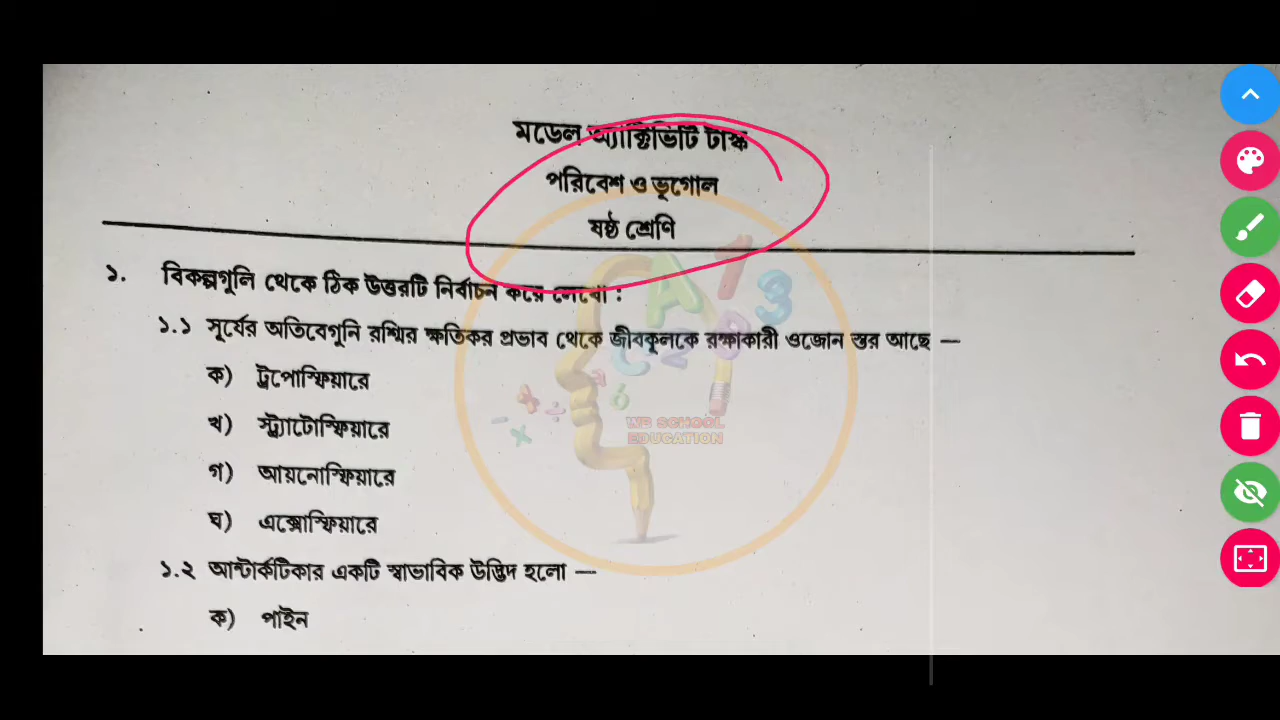 মডেল অ্যাক্টিভিটি টাস্ক
পরিবেশ ও ভূগোল
ষষ্ঠ শ্রেণি
১. বিকল্পগুলি থেকে ঠিক উত্তরটি নির্বাচন করে লেখো :
১.১ সূর্যের অতিবেগুনি রশ্মির ক্ষতিকর প্রভাব থেকে জীবকূলকে রক্ষাকারী ওজোন স্তর আছে —
ক) ট্রপোস্ফিয়ারে
খ) স্ট্র্যাটোস্ফিয়ারে
গ) আয়নোস্ফিয়ারে
ঘ) এক্সোস্ফিয়ারে
WB SCHOOL
EDUCATION
১.২ আন্টার্কটিকার একটি স্বাভাবিক উদ্ভিদ হলো —
ক) পাইন